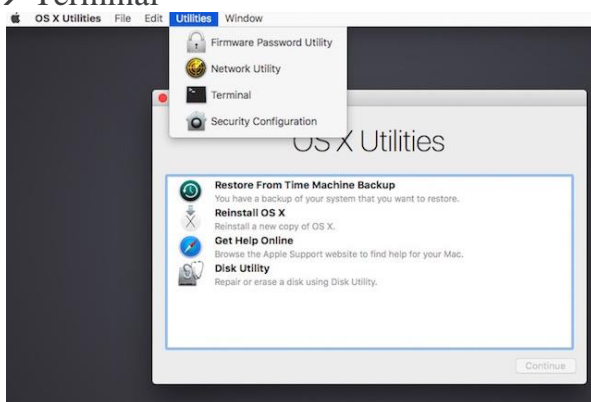 Terminal
OS X Utilities File Edit Utilities Window
Firmware Password Utility
Network Utility
Terminal
Security Configuration
OS X Utilities
Restore From Time Machine Backup
You have a backup of your system that you want to restore.
Reinstall OS X
Reinstall a new copy of OS X.
Get Help Online
Browse the Apple Support website to find help for your Mac.
Disk Utility
Repair or erase a disk using Disk Utility.
Continue